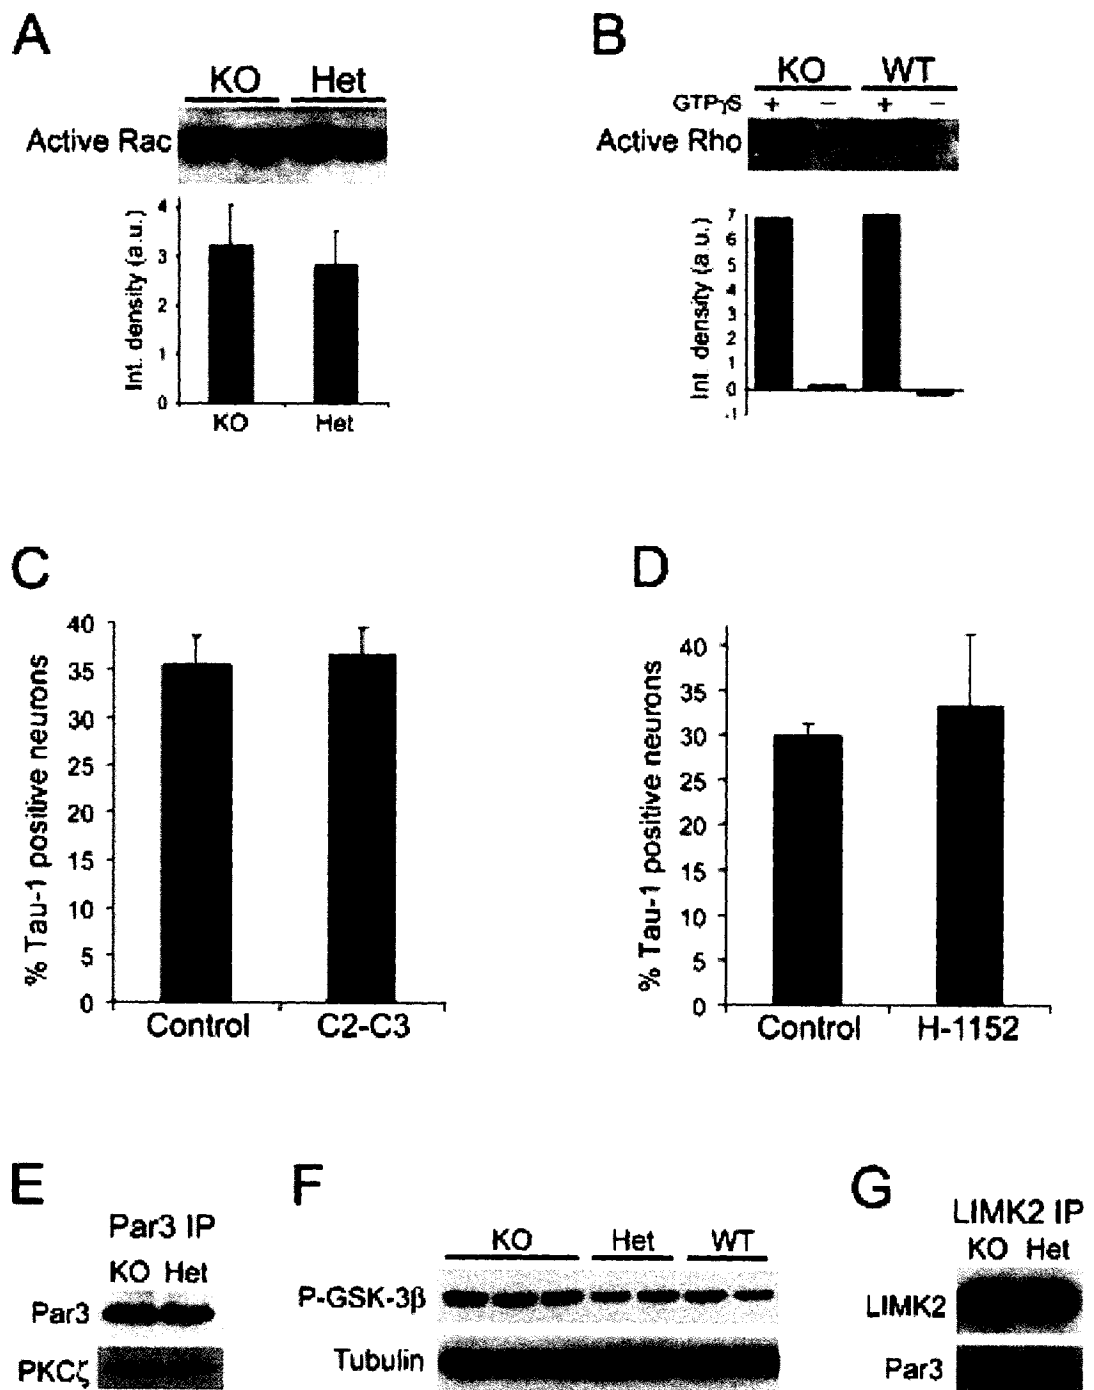 A
KO Het
Active Rac
Int. density (a.u.)
4
3
2
1
0
KO Het
B
KO WT
GTPγS + – + –
Active Rho
Int. density (a.u.)
7
6
5
4
3
2
1
0
-1
C
% Tau-1 positive neurons
40
35
30
25
20
15
10
5
0
Control C2-C3
D
% Tau-1 positive neurons
40
35
30
25
20
15
10
5
0
Control H-1152
E
Par3 IP
KO Het
Par3
PKCζ
F
KO Het WT
P-GSK-3β
Tubulin
G
LIMK2 IP
KO Het
LIMK2
Par3